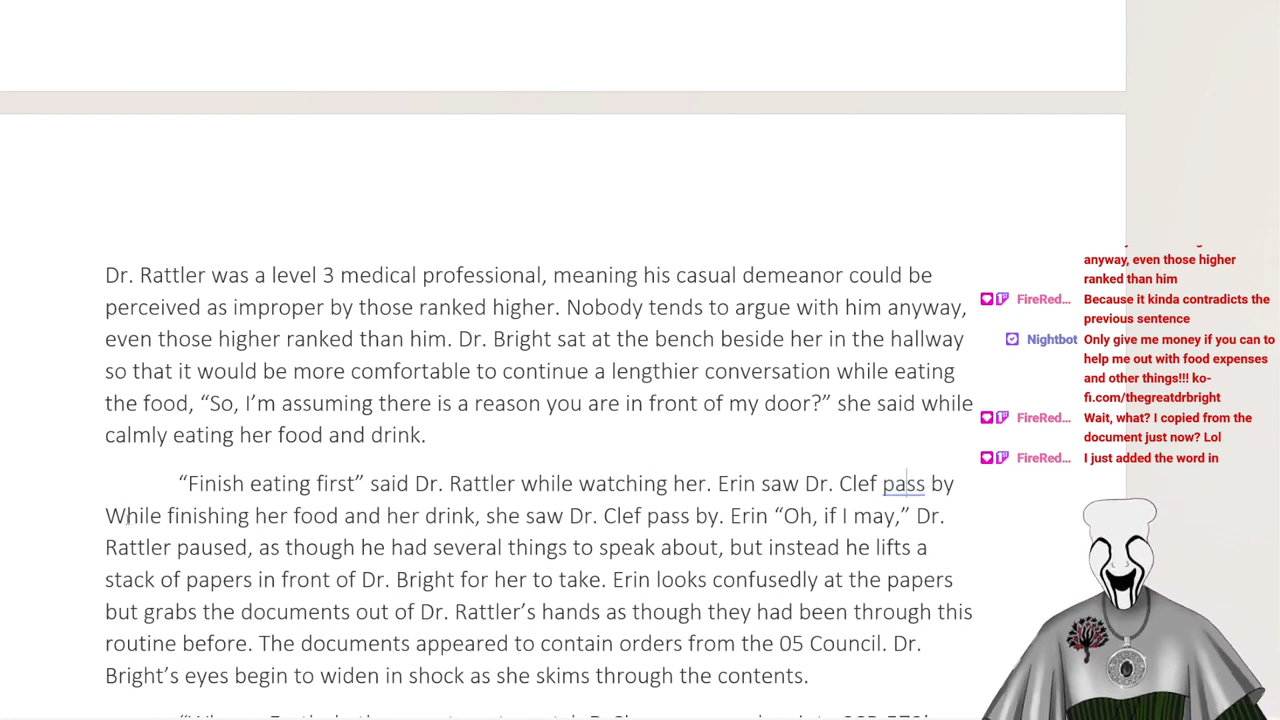 Dr. Rattler was a level 3 medical professional, meaning his casual demeanor could be
perceived as improper by those ranked higher. Nobody tends to argue with him anyway,
even those higher ranked than him. Dr. Bright sat at the bench beside her in the hallway
so that it would be more comfortable to continue a lengthier conversation while eating
the food, “So, I’m assuming there is a reason you are in front of my door?” she said while
calmly eating her food and drink.
“Finish eating first” said Dr. Rattler while watching her. Erin saw Dr. Clef pass by
While finishing her food and her drink, she saw Dr. Clef pass by. Erin “Oh, if I may,” Dr.
Rattler paused, as though he had several things to speak about, but instead he lifts a
stack of papers in front of Dr. Bright for her to take. Erin looks confusedly at the papers
but grabs the documents out of Dr. Rattler’s hands as though they had been through this
routine before. The documents appeared to contain orders from the 05 Council. Dr.
Bright’s eyes begin to widen in shock as she skims through the contents.
anyway, even those higher
ranked than him
FireRed... Because it kinda contradicts the
previous sentence
Nightbot Only give me money if you can to
help me out with food expenses
and other things!!! ko-
fi.com/thegreatdrbright
FireRed... Wait, what? I copied from the
document just now? Lol
FireRed... I just added the word in